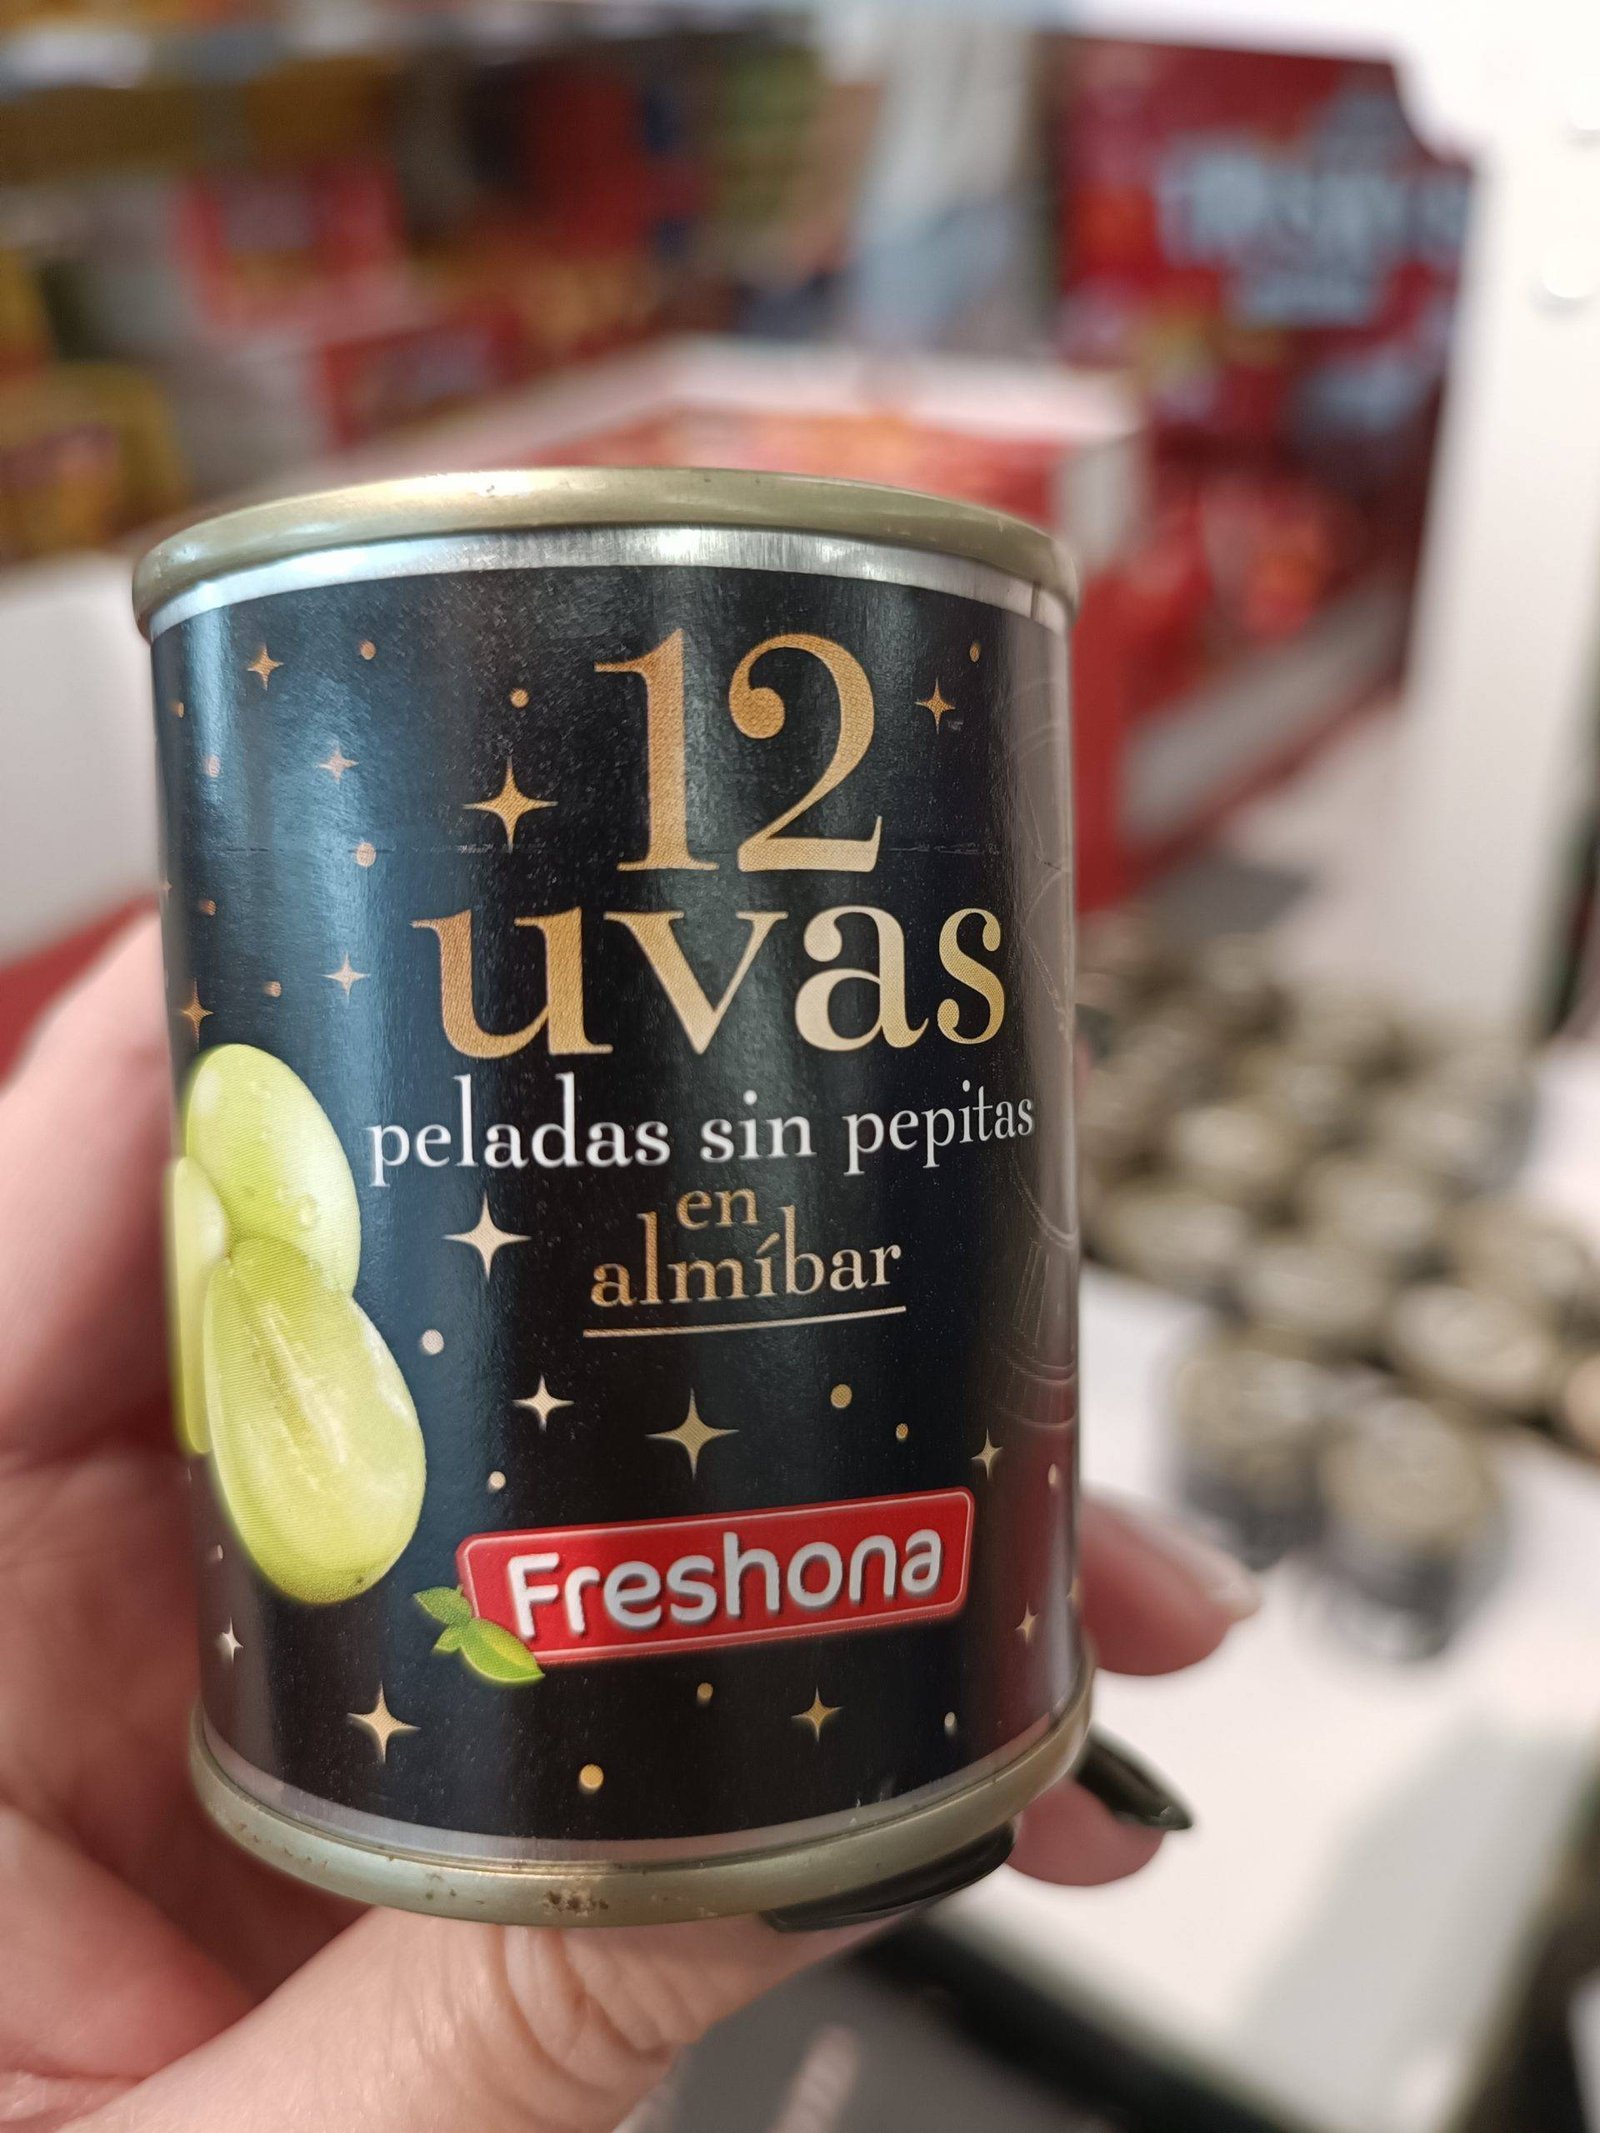 12
uvas
peladas sin pepitas
en
almíbar
Freshona